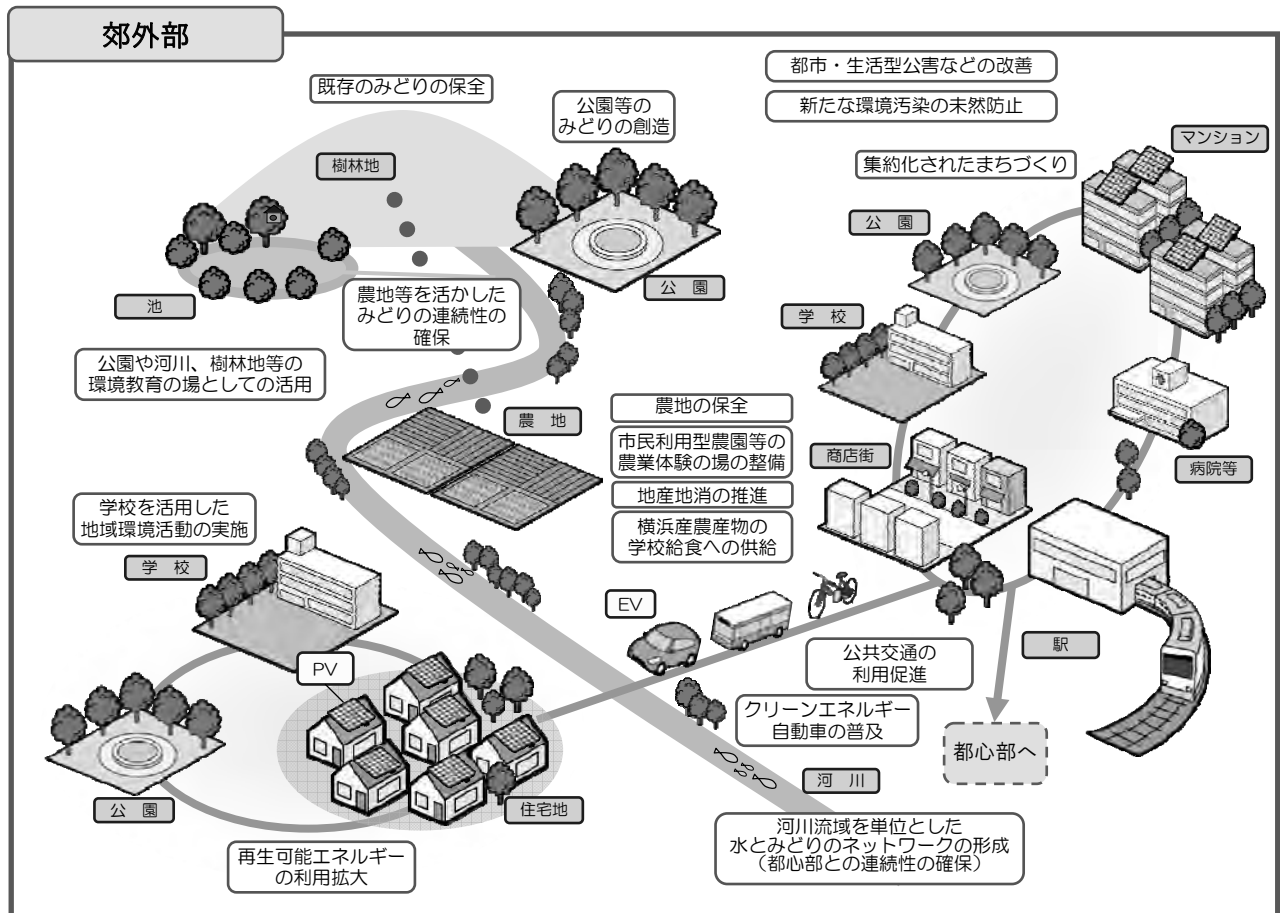 郊外部
既存のみどりの保全
都市・生活型公害などの改善
新たな環境汚染の未然防止
公園等の
みどりの創造
樹林地
集約化されたまちづくり
マンション
公 園
池
農地等を活かした
みどりの連続性の
確保
公 園
学 校
公園や河川、樹林地等の
環境教育の場としての活用
農 地
農地の保全
市民利用型農園等の
農業体験の場の整備
地産地消の推進
横浜産農産物の
学校給食への供給
商店街
病院等
学校を活用した
地域環境活動の実施
学 校
EV
PV
公共交通の
利用促進
駅
クリーンエネルギー
自動車の普及
都心部へ
河 川
公 園
住宅地
再生可能エネルギー
の利用拡大
河川流域を単位とした
水とみどりのネットワークの形成
（都心部との連続性の確保）